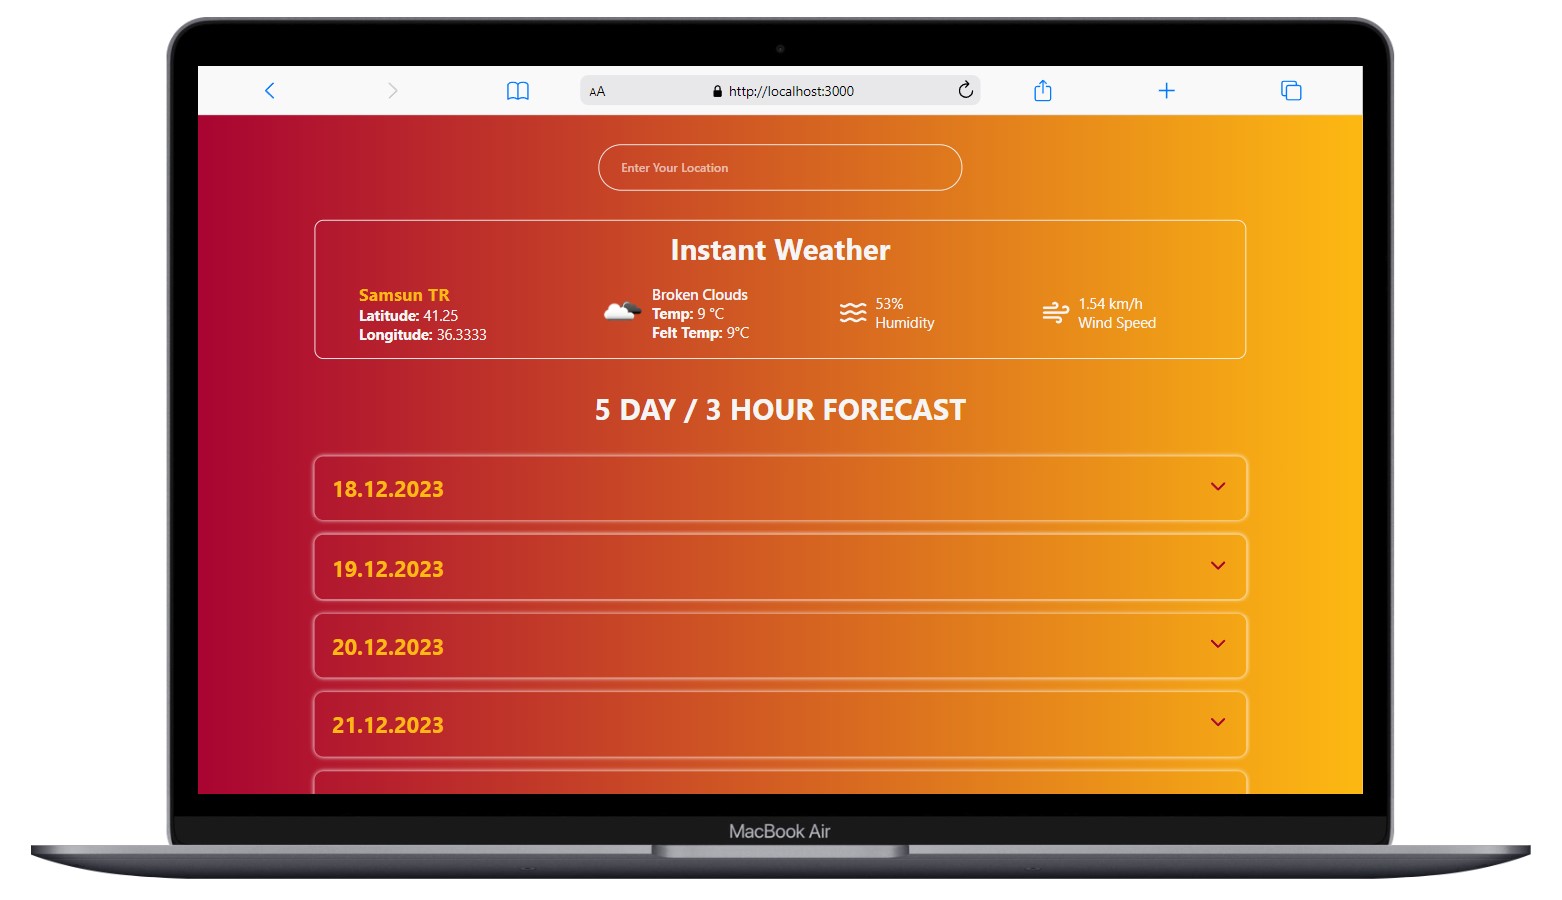 AA http://localhost:3000
Enter Your Location
Instant Weather
Samsun TR
Latitude: 41.25
Longitude: 36.3333
Broken Clouds
Temp: 9 °C
Felt Temp: 9°C
53%
Humidity
1.54 km/h
Wind Speed
5 DAY / 3 HOUR FORECAST
18.12.2023
19.12.2023
20.12.2023
21.12.2023
MacBook Air